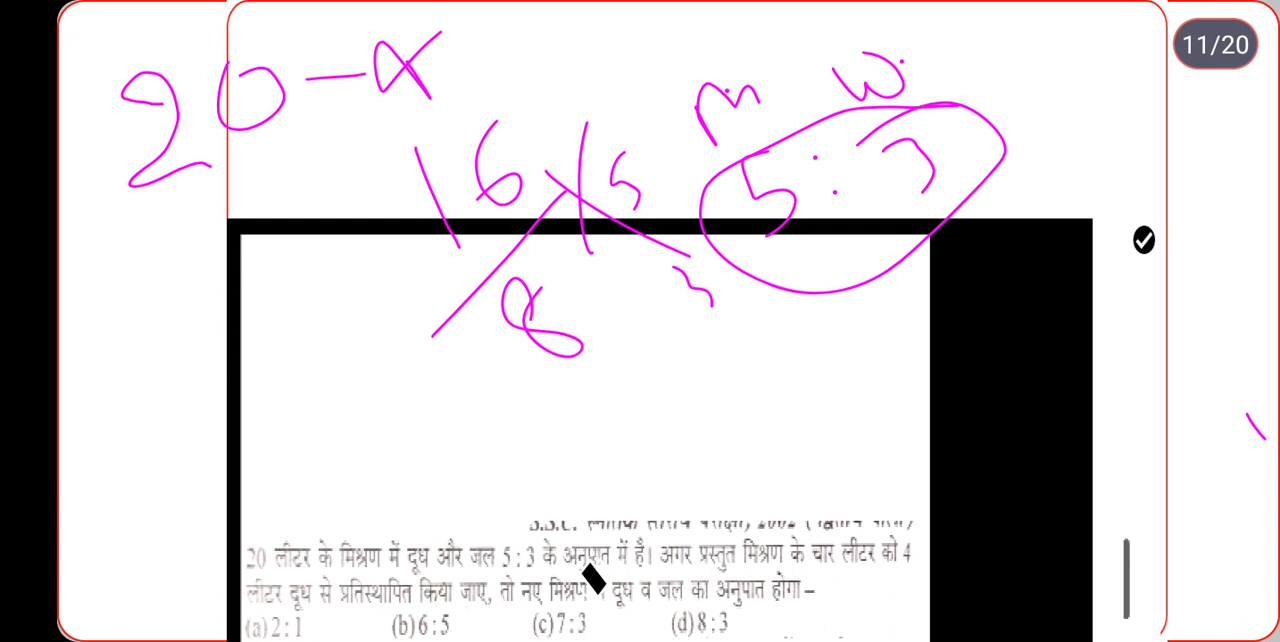 11/20
20-x
m w
16 x 5 5:3
8
20 लीटर के मिश्रण में दूध और जल 5 : 3 के अनुपात में है। अगर प्रस्तुत मिश्रण के चार लीटर को 4
लीटर दूध से प्रतिस्थापित किया जाए, तो नए मिश्रण दूध व जल का अनुपात होगा –
(a) 2 : 1 (b) 6 : 5 (c) 7 : 3 (d) 8 : 3